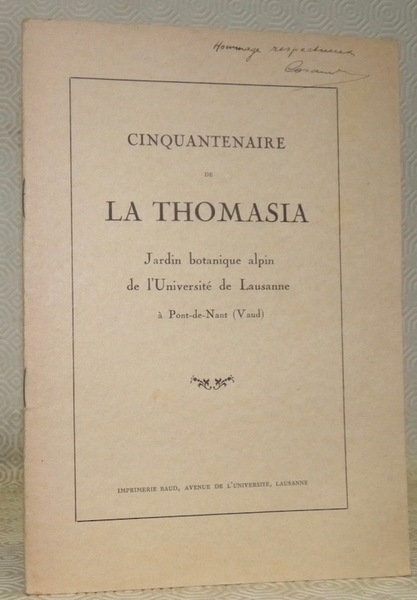 Hommage respectueux
CINQUANTENAIRE
DE
LA THOMASIA
Jardin botanique alpin
de l'Université de Lausanne
à Pont-de-Nant (Vaud)
IMPRIMERIE BAUD, AVENUE DE L'UNIVERSITÉ, LAUSANNE